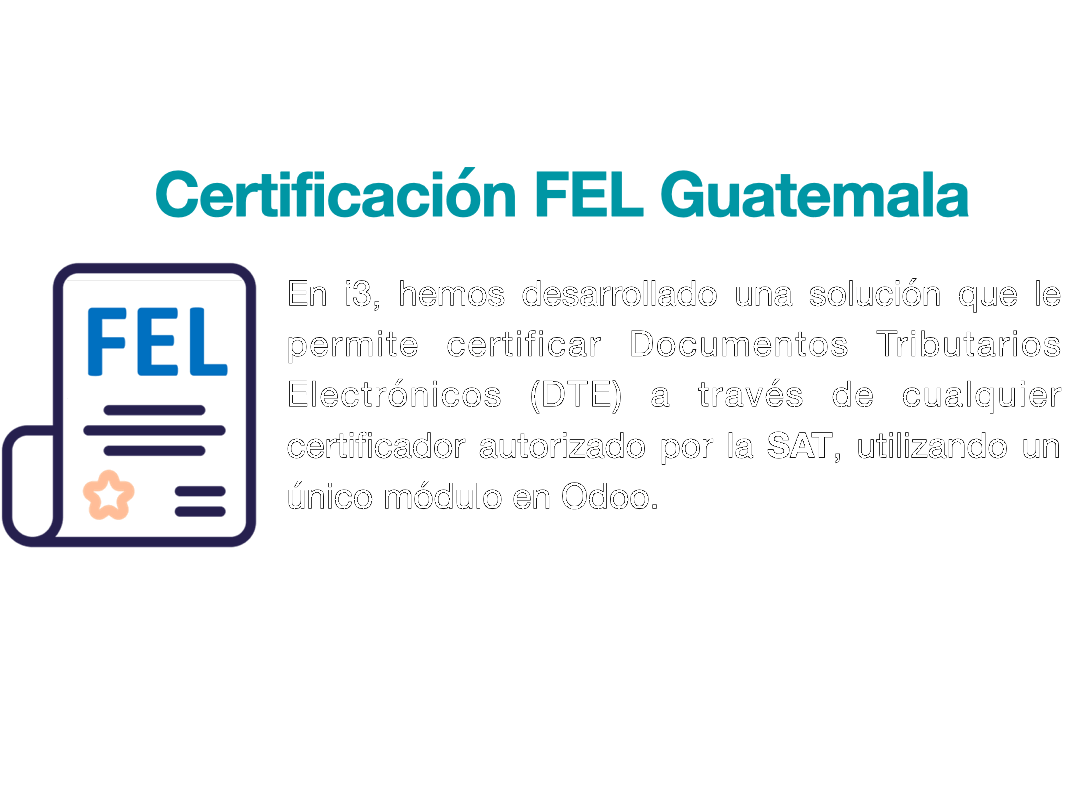 Certificación FEL Guatemala
FEL
En i3, hemos desarrollado una solución que le
permite certificar Documentos Tributarios
Electrónicos (DTE) a través de cualquier
certificador autorizado por la SAT, utilizando un
único módulo en Odoo.